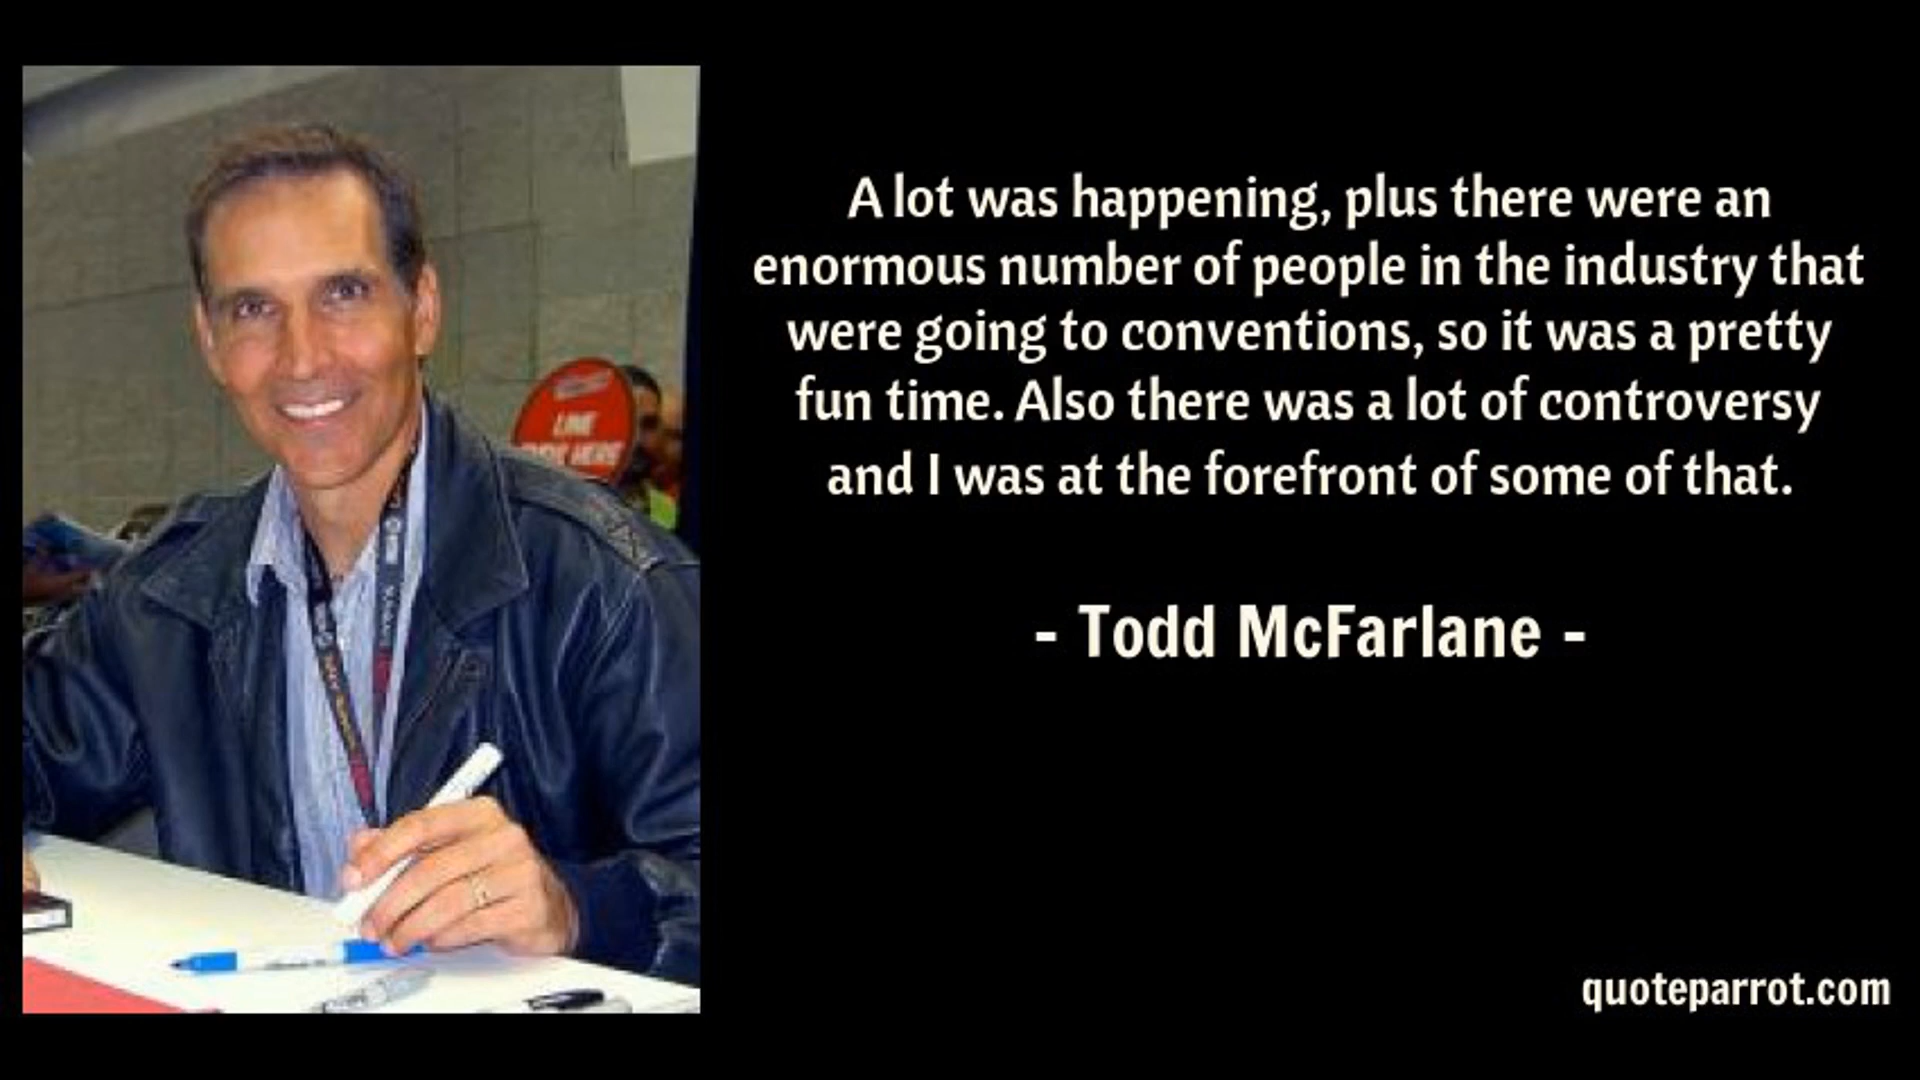 A lot was happening, plus there were an
enormous number of people in the industry that
were going to conventions, so it was a pretty
fun time. Also there was a lot of controversy
and I was at the forefront of some of that.
- Todd McFarlane -
quoteparrot.com
LINE
HERE